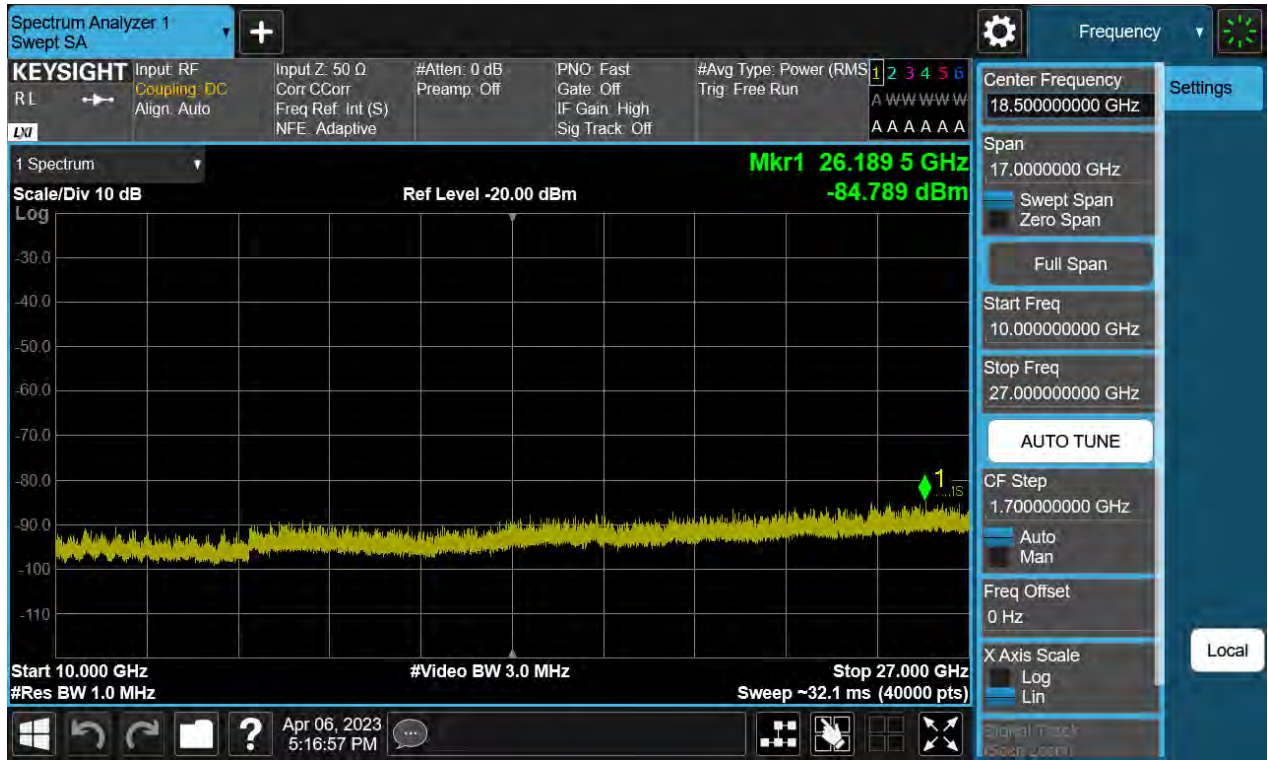 Spectrum Analyzer 1
Swept SA
+
Frequency
KEYSIGHT
RL
LXI
Input: RF
Coupling: DC
Align: Auto
Input Z: 50 Ω
Corr CCorr
Freq Ref: Int (S)
NFE: Adaptive
#Atten: 0 dB
Preamp: Off
PNO: Fast
Gate: Off
IF Gain: High
Sig Track: Off
#Avg Type: Power (RMS
Trig: Free Run
1 2 3 4 5 6
A W W W W W
A A A A A A
1 Spectrum
Scale/Div 10 dB
Ref Level -20.00 dBm
Mkr1 26.189 5 GHz
-84.789 dBm
Log
-30.0
-40.0
-50.0
-60.0
-70.0
-80.0
-90.0
-100
-110
1
Start 10.000 GHz
#Res BW 1.0 MHz
#Video BW 3.0 MHz
Stop 27.000 GHz
Sweep ~32.1 ms (40000 pts)
Apr 06, 2023
5:16:57 PM
Center Frequency
18.500000000 GHz
Settings
Span
17.0000000 GHz
Swept Span
Zero Span
Full Span
Start Freq
10.000000000 GHz
Stop Freq
27.000000000 GHz
AUTO TUNE
CF Step
1.700000000 GHz
Auto
Man
Freq Offset
0 Hz
X Axis Scale
Log
Lin
Local
Signal Track
(Span Zoom)